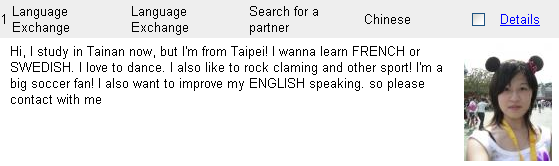 1 Language Exchange Language Exchange Search for a partner Chinese Details
Hi, I study in Tainan now, but I'm from Taipei! I wanna learn FRENCH or
SWEDISH. I love to dance. I also like to rock claming and other sport! I'm a
big soccer fan! I also want to improve my ENGLISH speaking. so please
contact with me